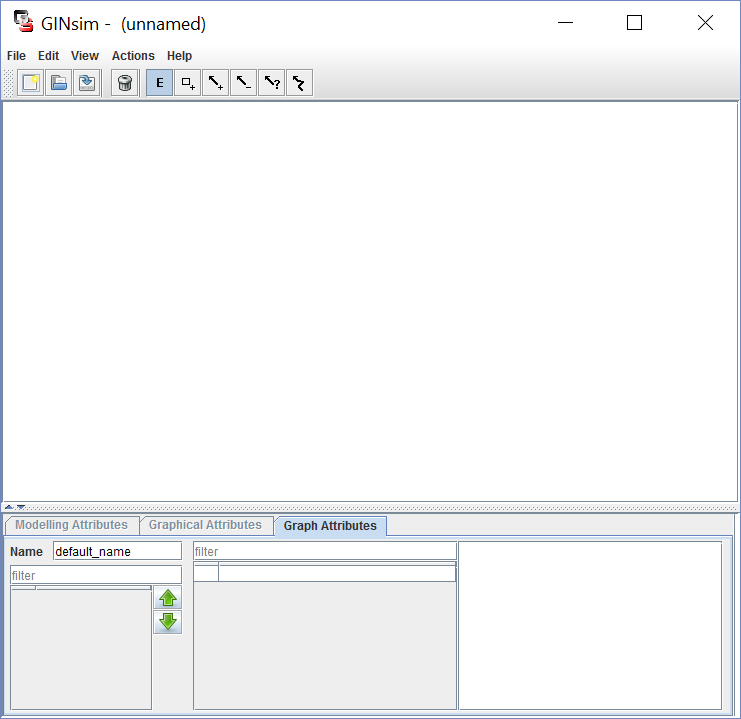 GINsim - (unnamed)
File Edit View Actions Help
E + + - ?
Modelling Attributes Graphical Attributes Graph Attributes
Name default_name filter
filter